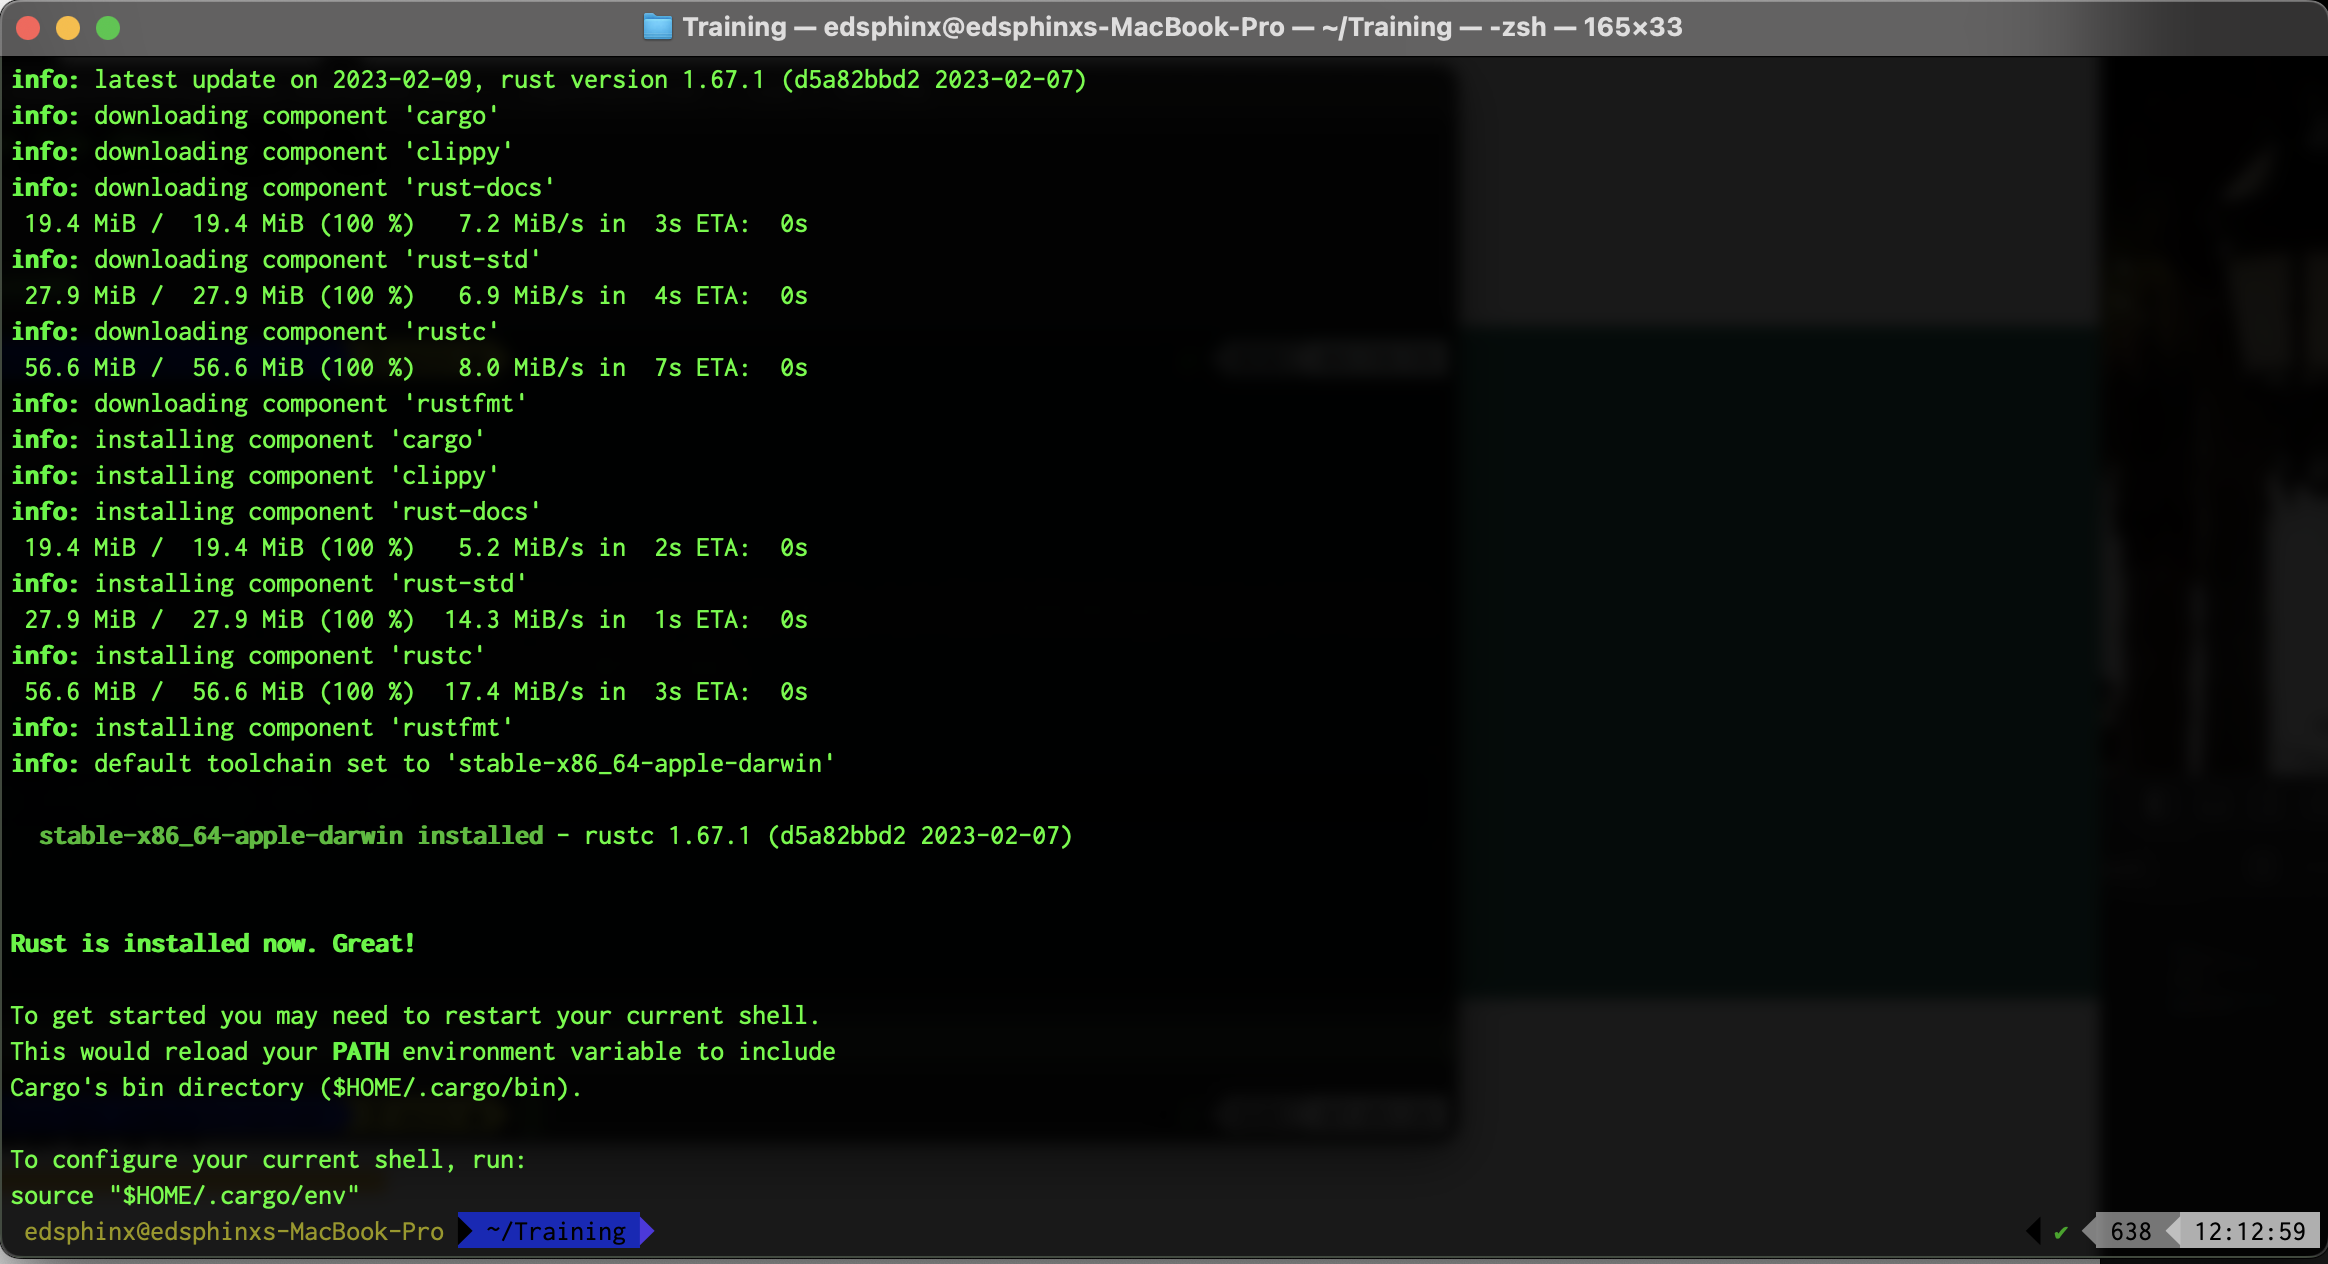 Training — edsphinx@edsphinxs-MacBook-Pro — ~/Training — -zsh — 165×33
info: latest update on 2023-02-09, rust version 1.67.1 (d5a82bbd2 2023-02-07)
info: downloading component 'cargo'
info: downloading component 'clippy'
info: downloading component 'rust-docs'
19.4 MiB / 19.4 MiB (100 %) 7.2 MiB/s in 3s ETA: 0s
info: downloading component 'rust-std'
27.9 MiB / 27.9 MiB (100 %) 6.9 MiB/s in 4s ETA: 0s
info: downloading component 'rustc'
56.6 MiB / 56.6 MiB (100 %) 8.0 MiB/s in 7s ETA: 0s
info: downloading component 'rustfmt'
info: installing component 'cargo'
info: installing component 'clippy'
info: installing component 'rust-docs'
19.4 MiB / 19.4 MiB (100 %) 5.2 MiB/s in 2s ETA: 0s
info: installing component 'rust-std'
27.9 MiB / 27.9 MiB (100 %) 14.3 MiB/s in 1s ETA: 0s
info: installing component 'rustc'
56.6 MiB / 56.6 MiB (100 %) 17.4 MiB/s in 3s ETA: 0s
info: installing component 'rustfmt'
info: default toolchain set to 'stable-x86_64-apple-darwin'
stable-x86_64-apple-darwin installed - rustc 1.67.1 (d5a82bbd2 2023-02-07)
Rust is installed now. Great!
To get started you may need to restart your current shell.
This would reload your PATH environment variable to include
Cargo's bin directory ($HOME/.cargo/bin).
To configure your current shell, run:
source "$HOME/.cargo/env"
edsphinx@edsphinxs-MacBook-Pro ~/Training ✔ 638 12:12:59